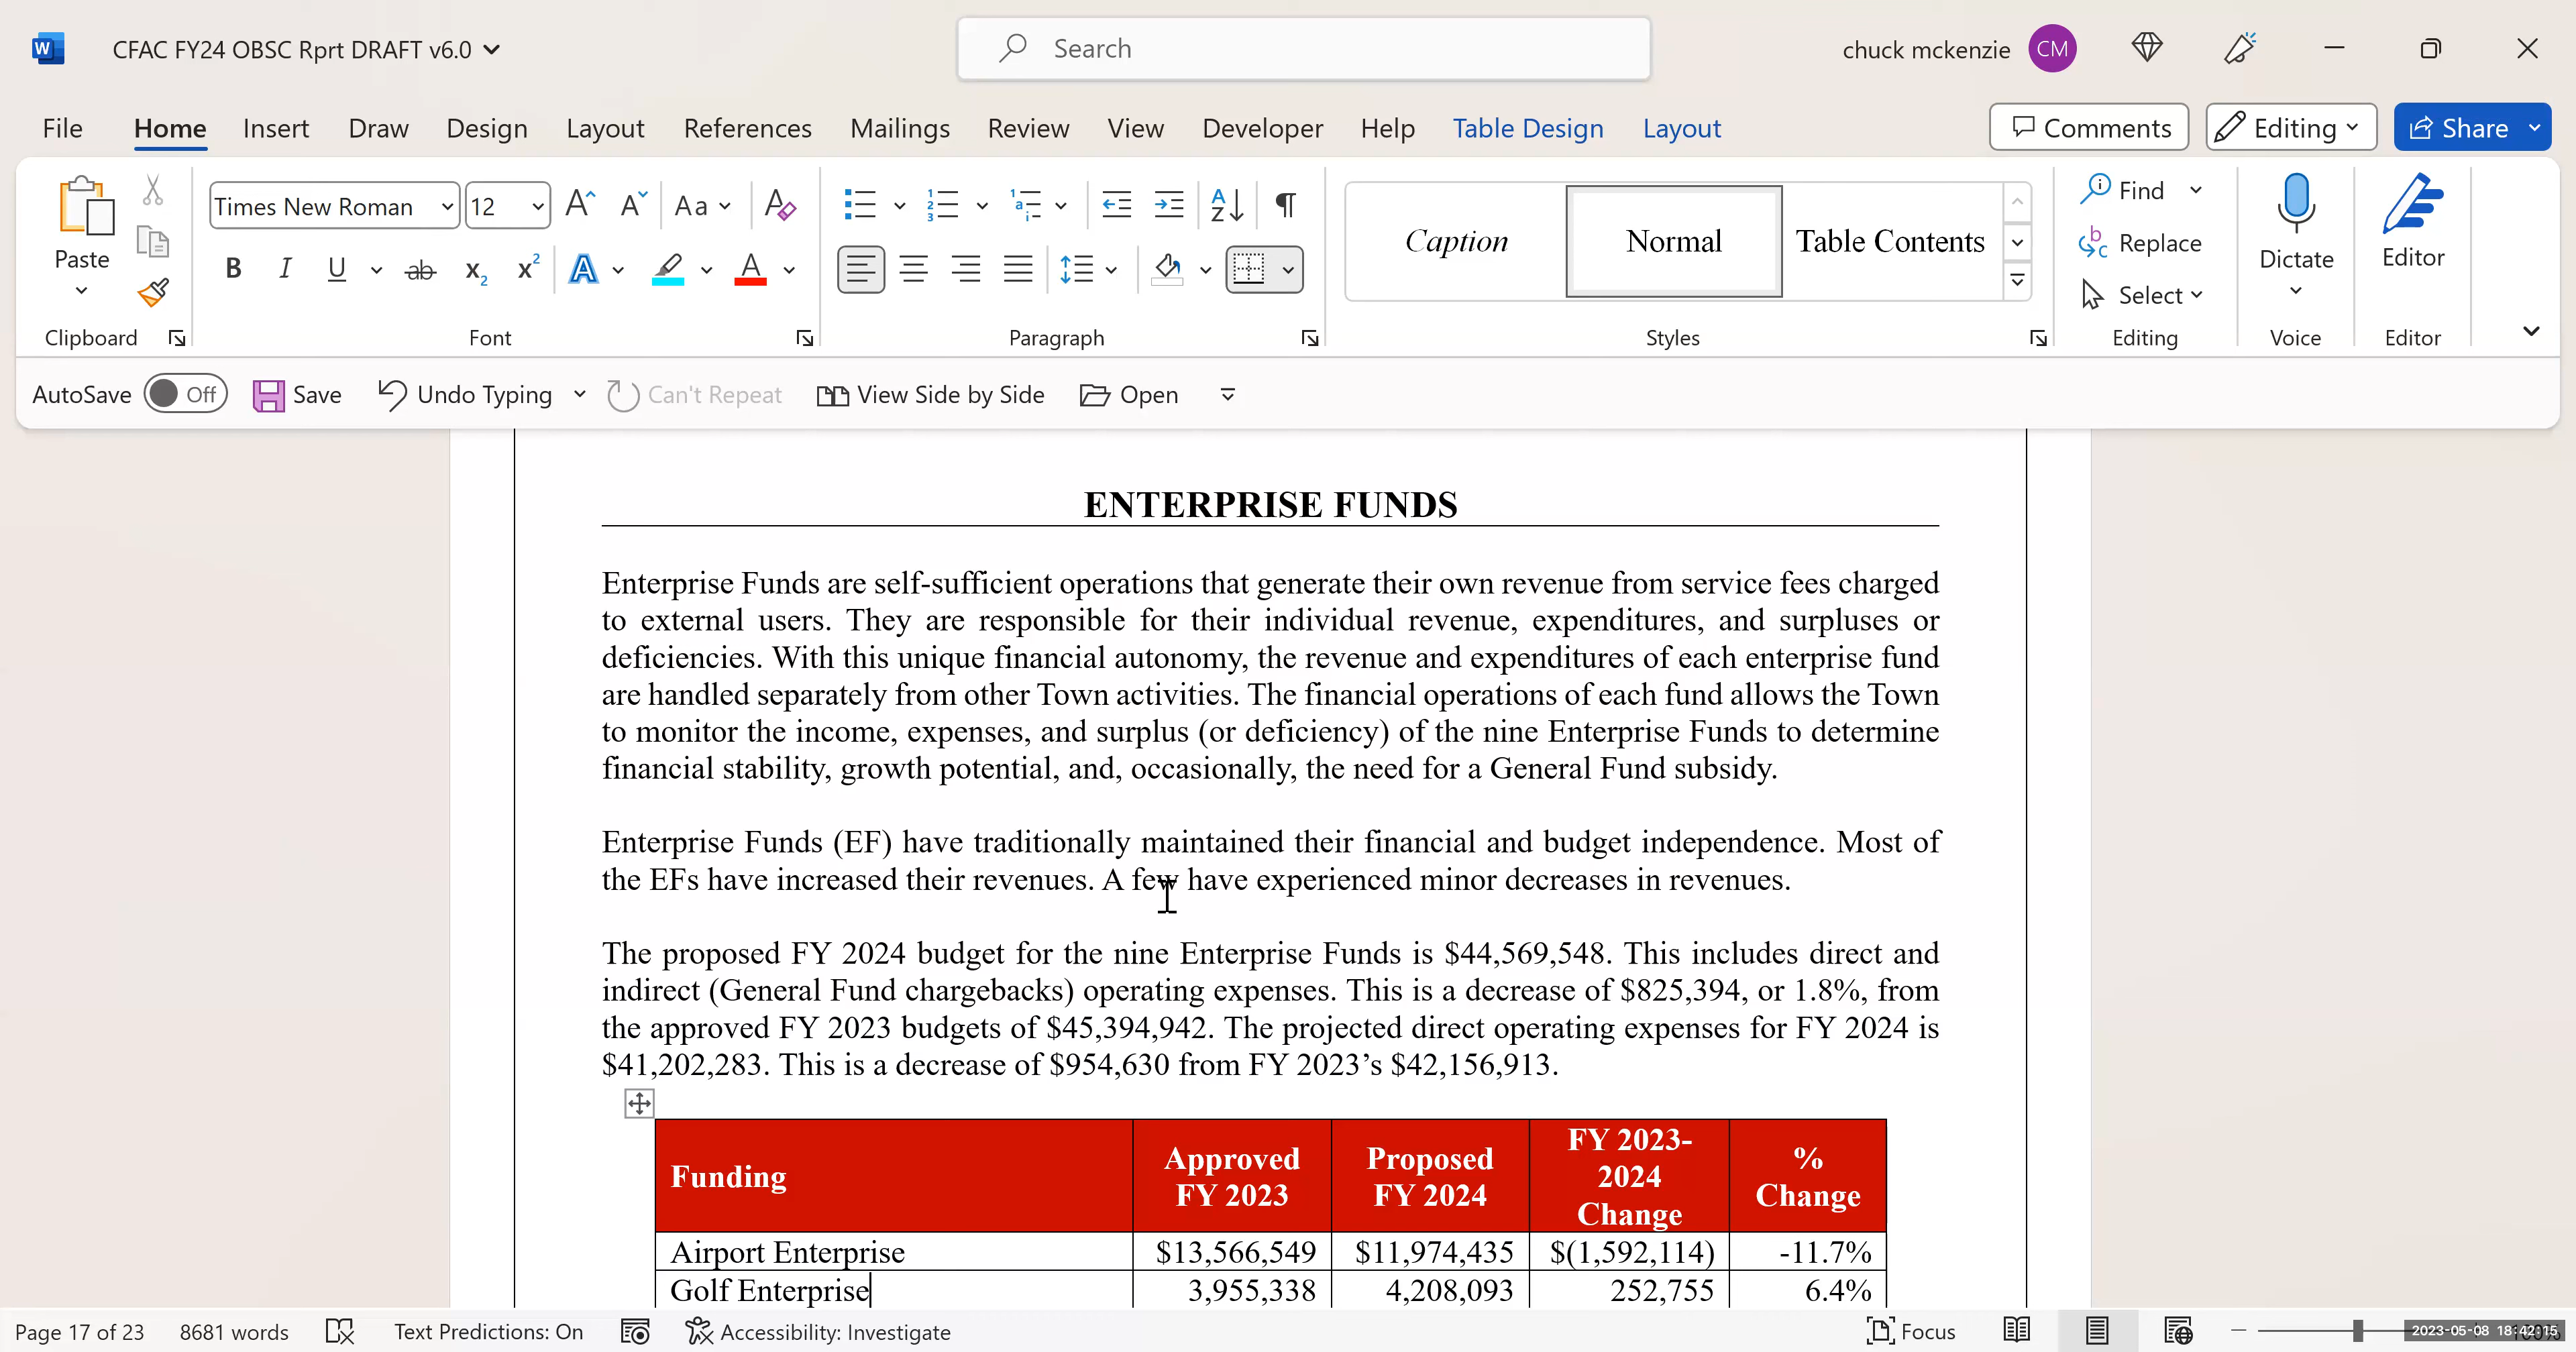 CFAC FY24 OBSC Rprt DRAFT v6.0
Search
chuck mckenzie CM
File Home Insert Draw Design Layout References Mailings Review View Developer Help Table Design Layout
Comments Editing Share
Paste
Clipboard
Times New Roman 12
Aa
B I U ab x₂ x² A A
Font
Paragraph
Caption Normal Table Contents
Styles
Find
Replace
Select
Editing
Dictate
Voice
Editor
Editor
AutoSave Off Save Undo Typing Can't Repeat View Side by Side Open
ENTERPRISE FUNDS
Enterprise Funds are self-sufficient operations that generate their own revenue from service fees charged
to external users. They are responsible for their individual revenue, expenditures, and surpluses or
deficiencies. With this unique financial autonomy, the revenue and expenditures of each enterprise fund
are handled separately from other Town activities. The financial operations of each fund allows the Town
to monitor the income, expenses, and surplus (or deficiency) of the nine Enterprise Funds to determine
financial stability, growth potential, and, occasionally, the need for a General Fund subsidy.
Enterprise Funds (EF) have traditionally maintained their financial and budget independence. Most of
the EFs have increased their revenues. A few have experienced minor decreases in revenues.
The proposed FY 2024 budget for the nine Enterprise Funds is $44,569,548. This includes direct and
indirect (General Fund chargebacks) operating expenses. This is a decrease of $825,394, or 1.8%, from
the approved FY 2023 budgets of $45,394,942. The projected direct operating expenses for FY 2024 is
$41,202,283. This is a decrease of $954,630 from FY 2023’s $42,156,913.
Funding
Approved
FY 2023
Proposed
FY 2024
FY 2023-
2024
Change
%
Change
Airport Enterprise $13,566,549 $11,974,435 $(1,592,114) -11.7%
Golf Enterprise 3,955,338 4,208,093 252,755 6.4%
Page 17 of 23 8681 words Text Predictions: On Accessibility: Investigate Focus
2023-05-08 18:42:15